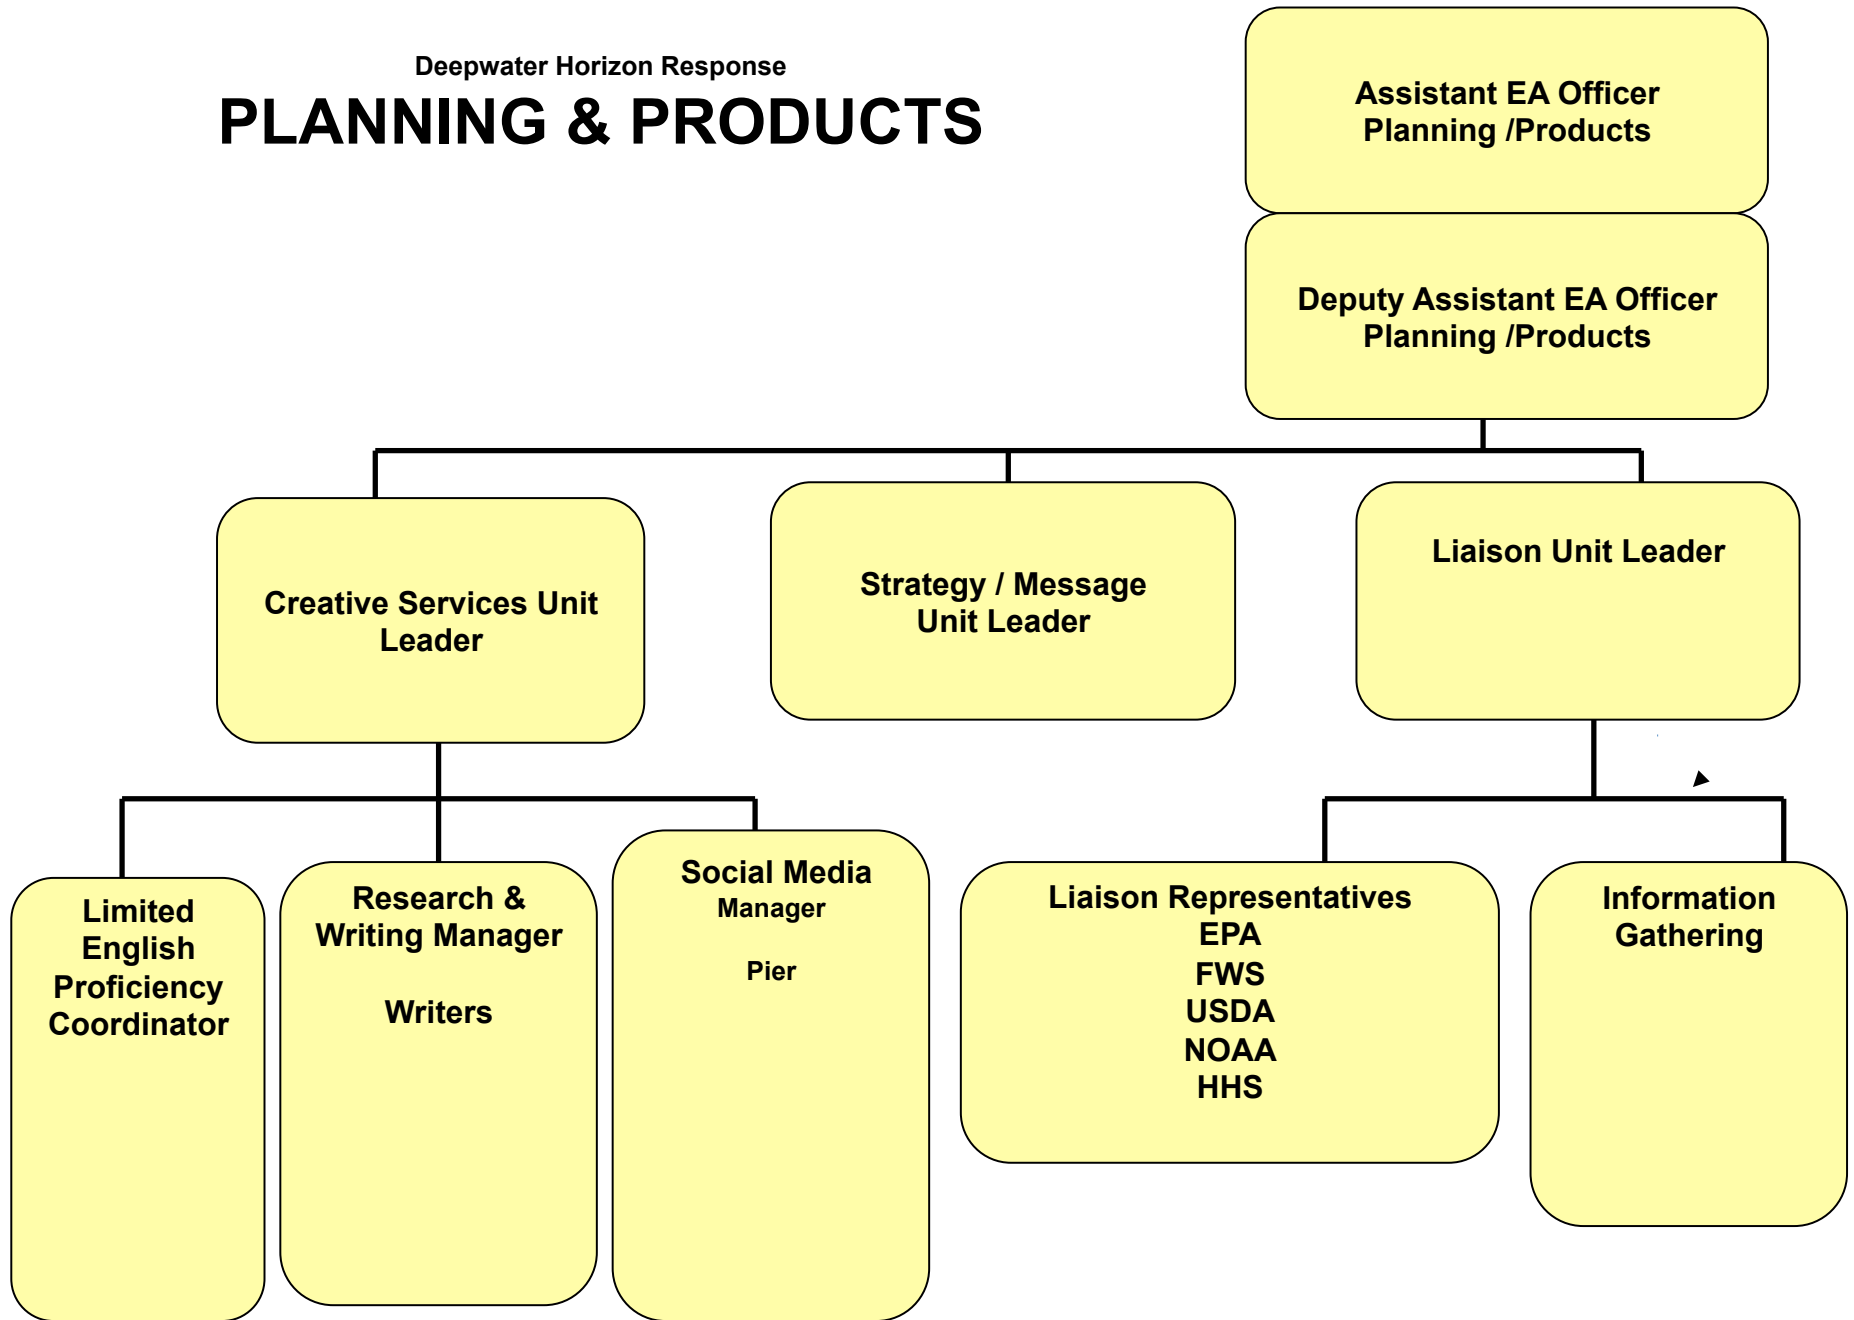 Deepwater Horizon Response
PLANNING & PRODUCTS
Assistant EA Officer
Planning /Products
Deputy Assistant EA Officer
Planning /Products
Creative Services Unit
Leader
Strategy / Message
Unit Leader
Liaison Unit Leader
Limited
English
Proficiency
Coordinator
Research &
Writing Manager
Writers
Social Media
Manager
Pier
Liaison Representatives
EPA
FWS
USDA
NOAA
HHS
Information
Gathering